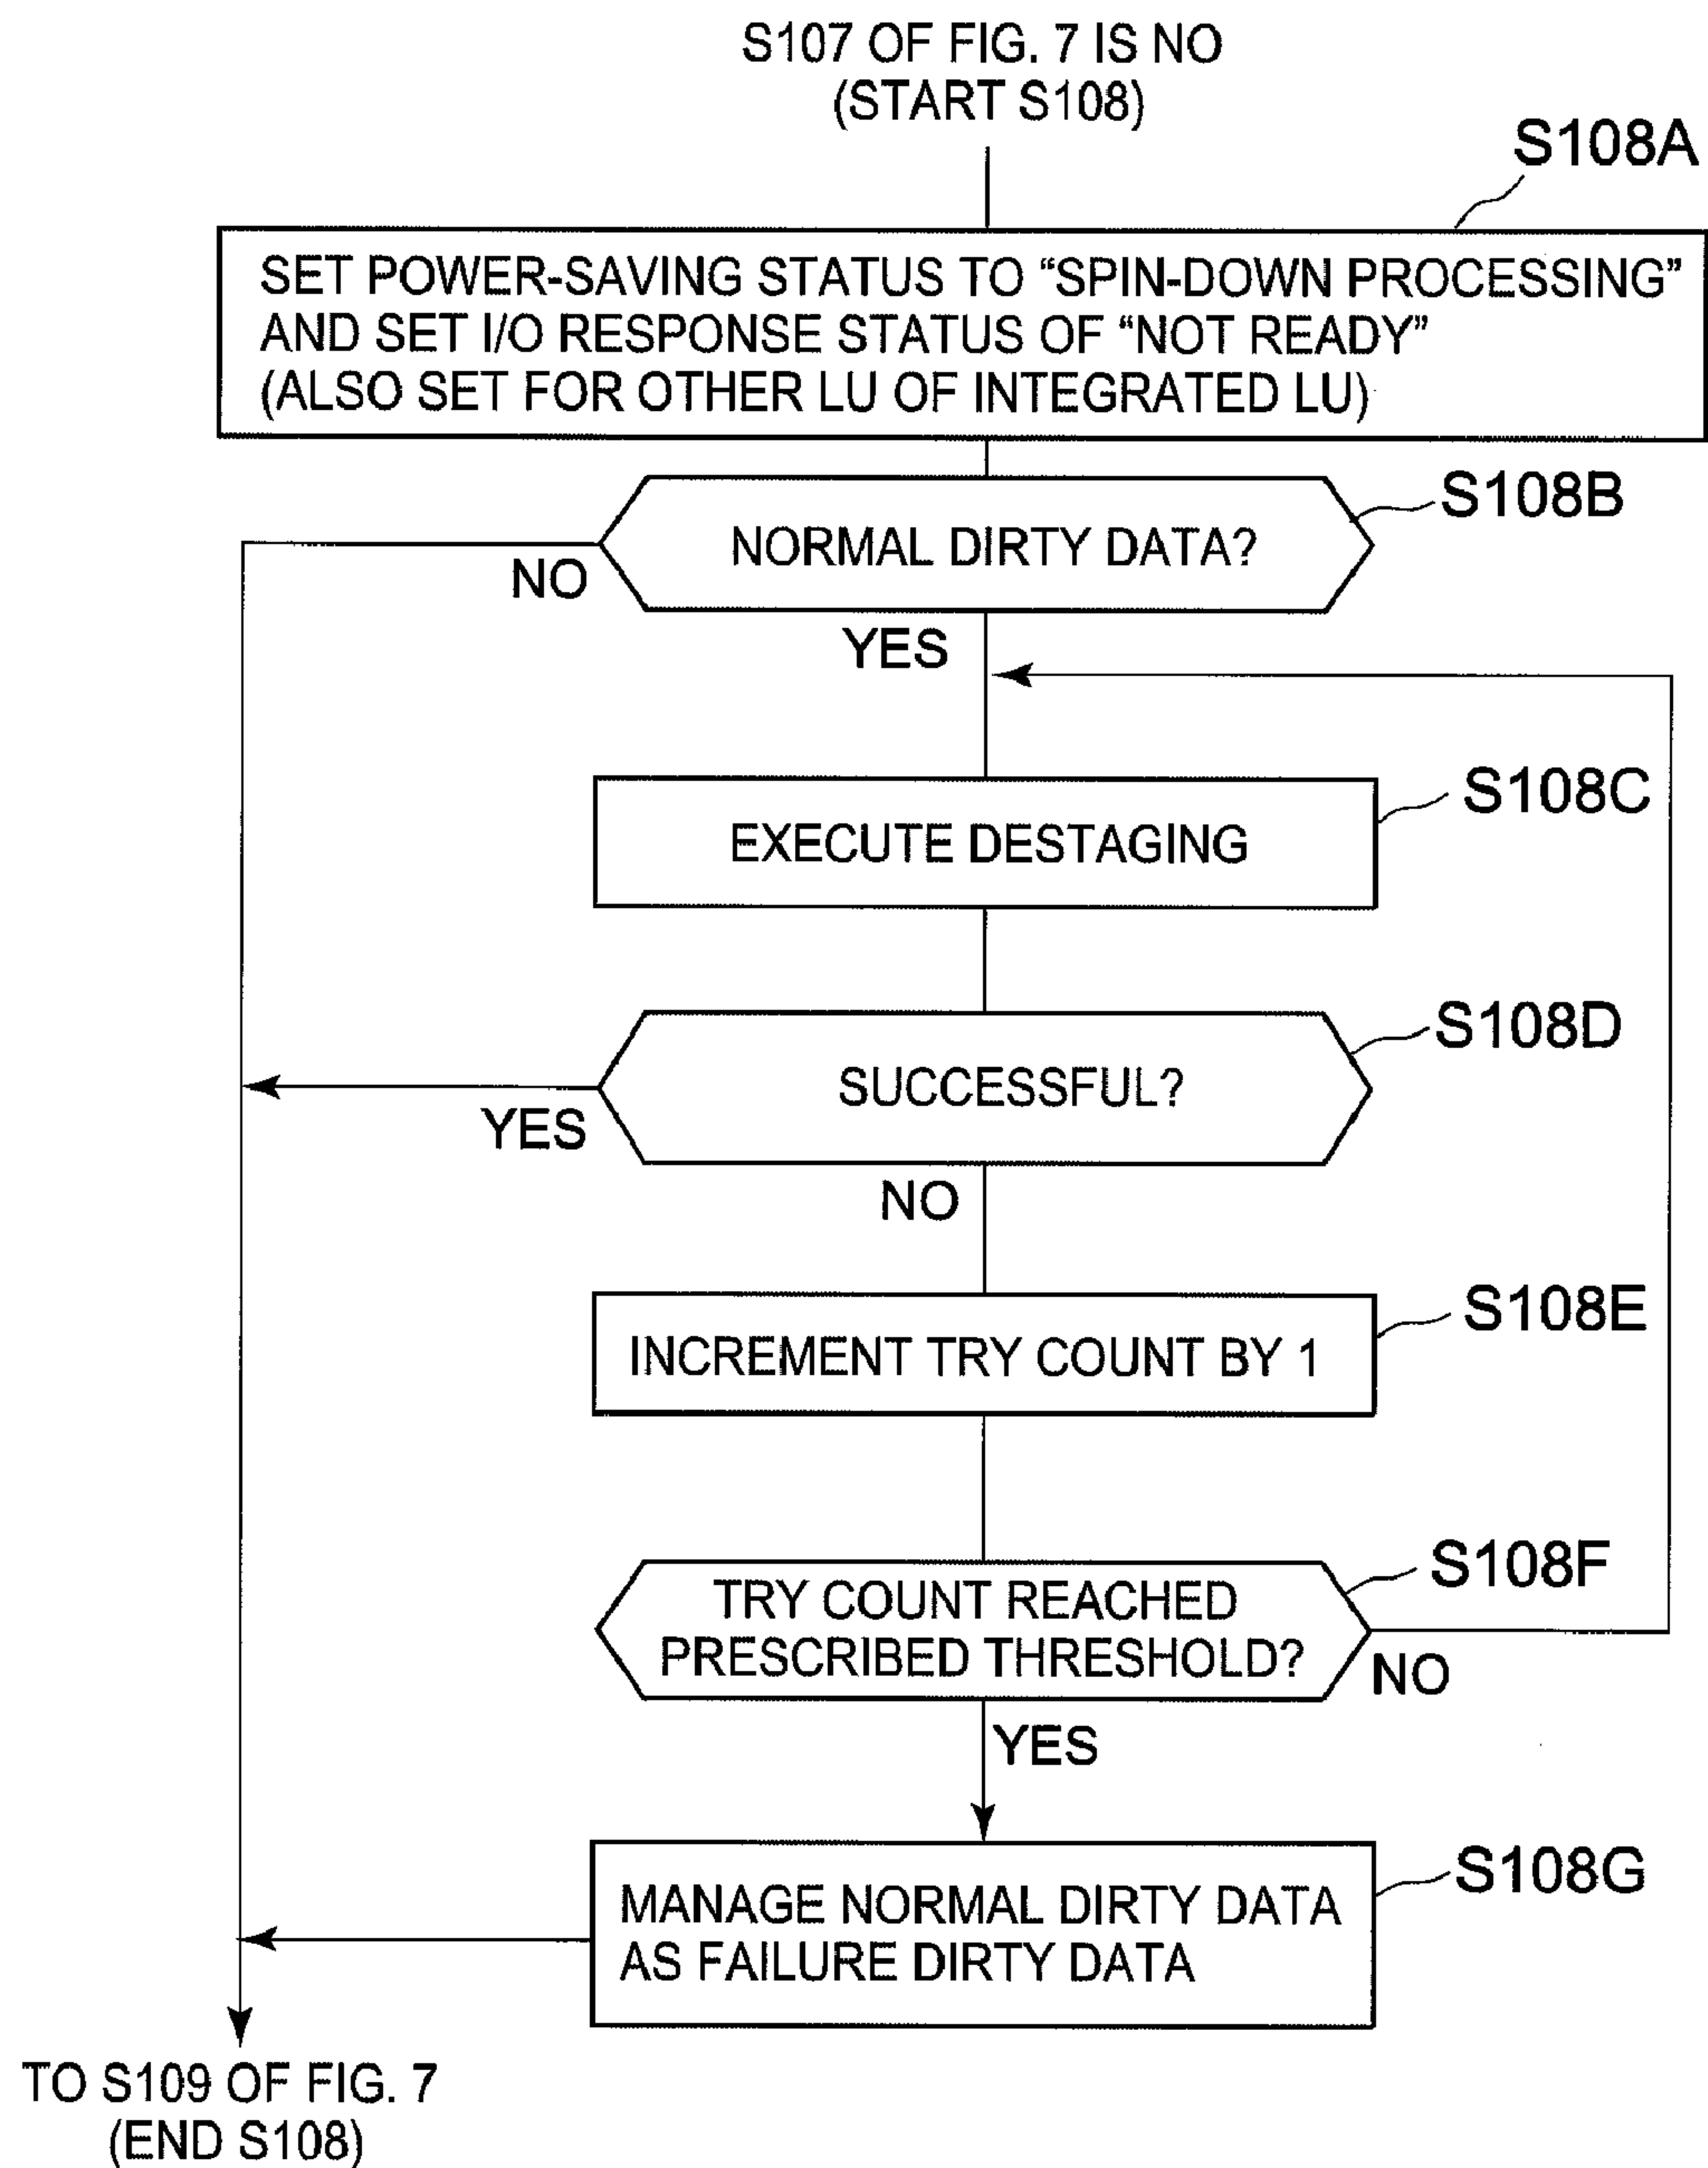 S107 OF FIG. 7 IS NO
(START S108)
S108A
SET POWER-SAVING STATUS TO “SPIN-DOWN PROCESSING”
AND SET I/O RESPONSE STATUS OF “NOT READY”
(ALSO SET FOR OTHER LU OF INTEGRATED LU)
S108B
NORMAL DIRTY DATA?
NO
YES
S108C
EXECUTE DESTAGING
S108D
SUCCESSFUL?
YES
NO
S108E
INCREMENT TRY COUNT BY 1
S108F
TRY COUNT REACHED
PRESCRIBED THRESHOLD?
NO
YES
S108G
MANAGE NORMAL DIRTY DATA
AS FAILURE DIRTY DATA
TO S109 OF FIG. 7
(END S108)